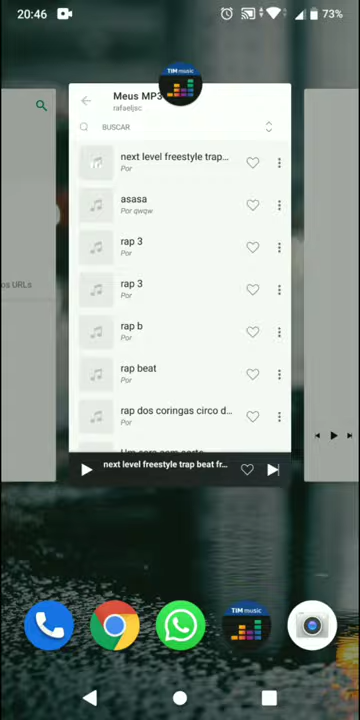 20:46
73%
TIM music
Meus MP3
rafaeljsc
BUSCAR
next level freestyle trap...
Por
asasa
Por qwqw
rap 3
Por
rap 3
Por
rap b
Por
rap beat
Por
rap dos coringas circo d...
Por
os URLs
next level freestyle trap beat fr...
TIM music